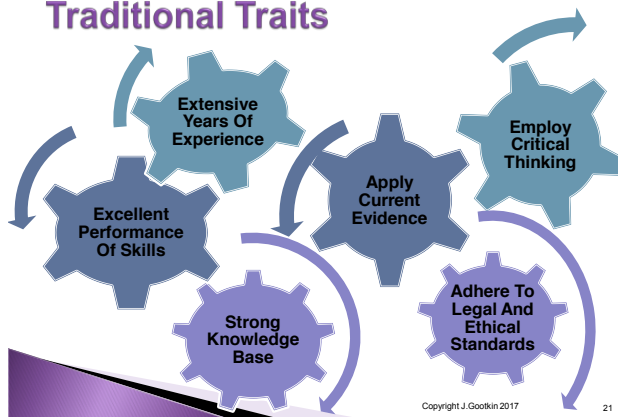 Traditional Traits
Extensive
Years Of
Experience
Employ
Critical
Thinking
Apply
Current
Evidence
Excellent
Performance
Of Skills
Strong
Knowledge
Base
Adhere To
Legal And
Ethical
Standards
Copyright J.Gootkin 2017
21